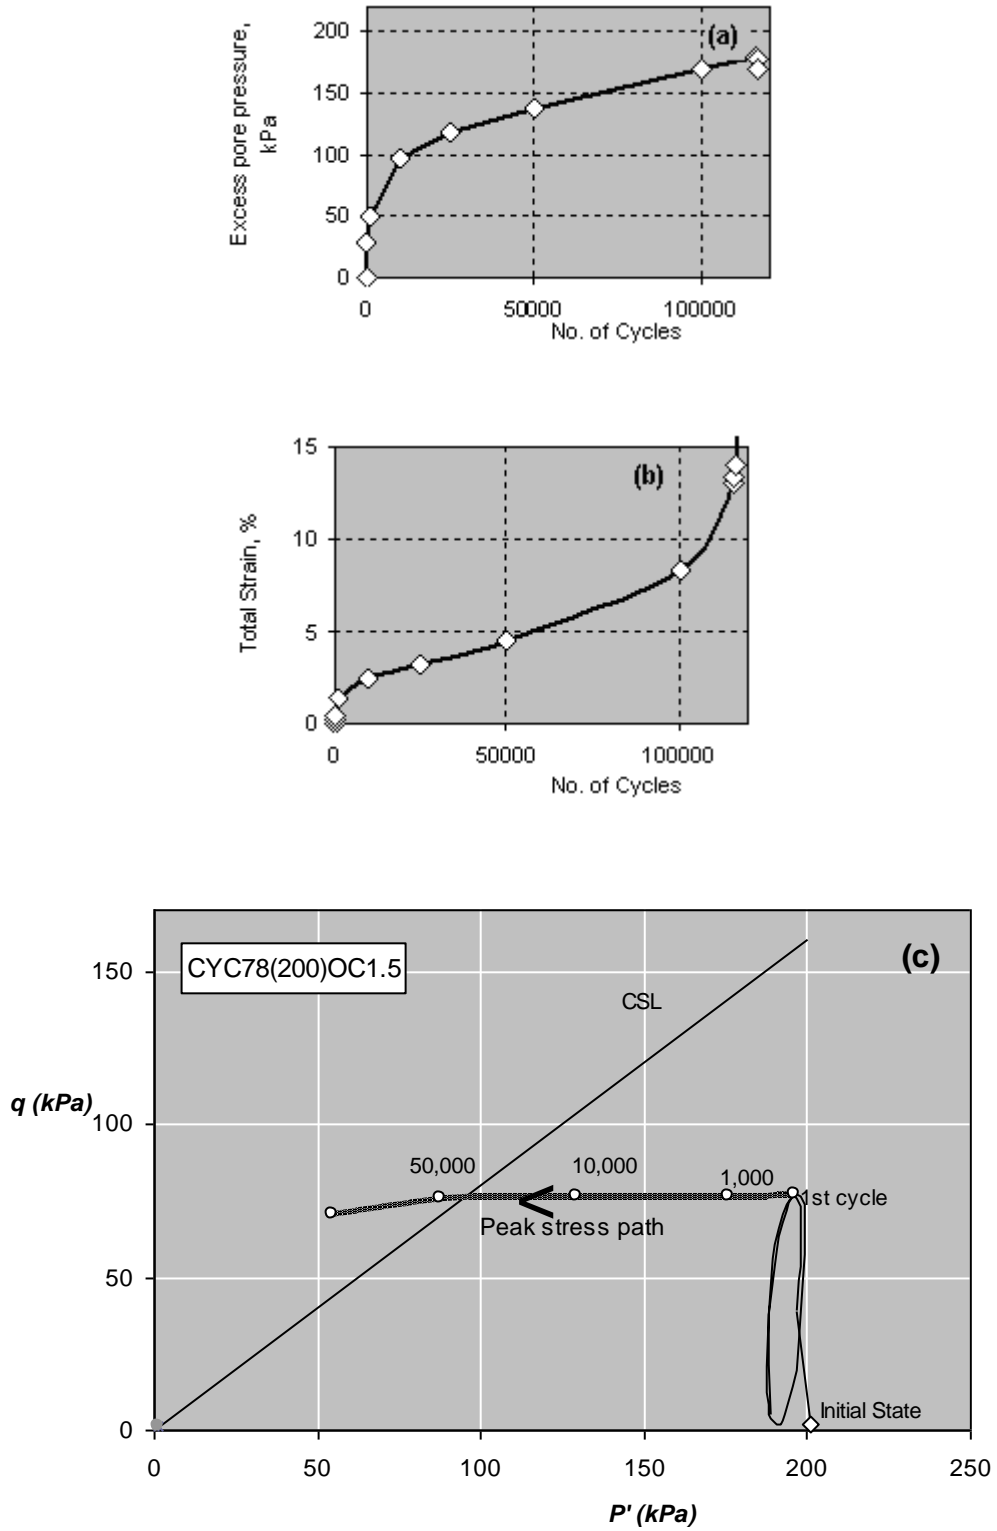 Excess pore pressure,
kPa
200
150
100
50
0
(a)
0 50000 100000
No. of Cycles
Total Strain, %
15
10
5
0
(b)
0 50000 100000
No. of Cycles
CYC78(200)OC1.5
(c)
150
CSL
q (kPa)
100
50,000 10,000 1,000
1st cycle
Peak stress path
50
Initial State
0
0 50 100 150 200 250
P' (kPa)